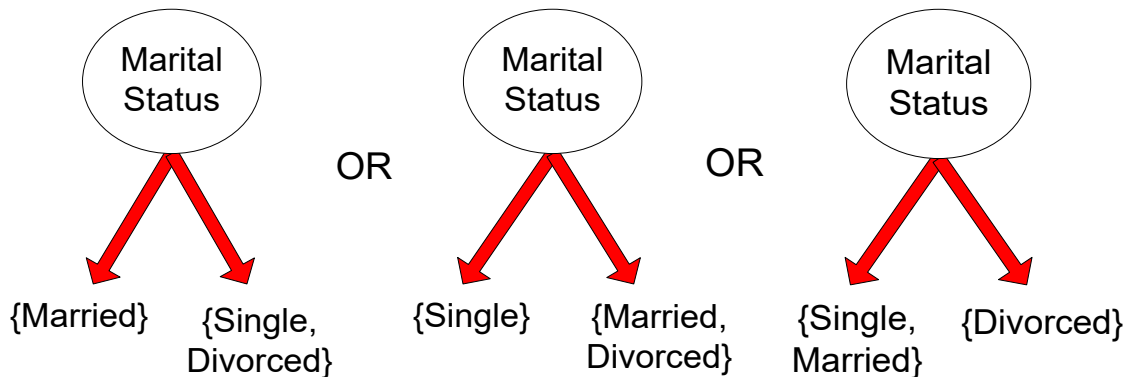 Marital
Status
OR
Marital
Status
OR
Marital
Status
{Married}
{Single,
Divorced}
{Single}
{Married,
Divorced}
{Single,
Married}
{Divorced}